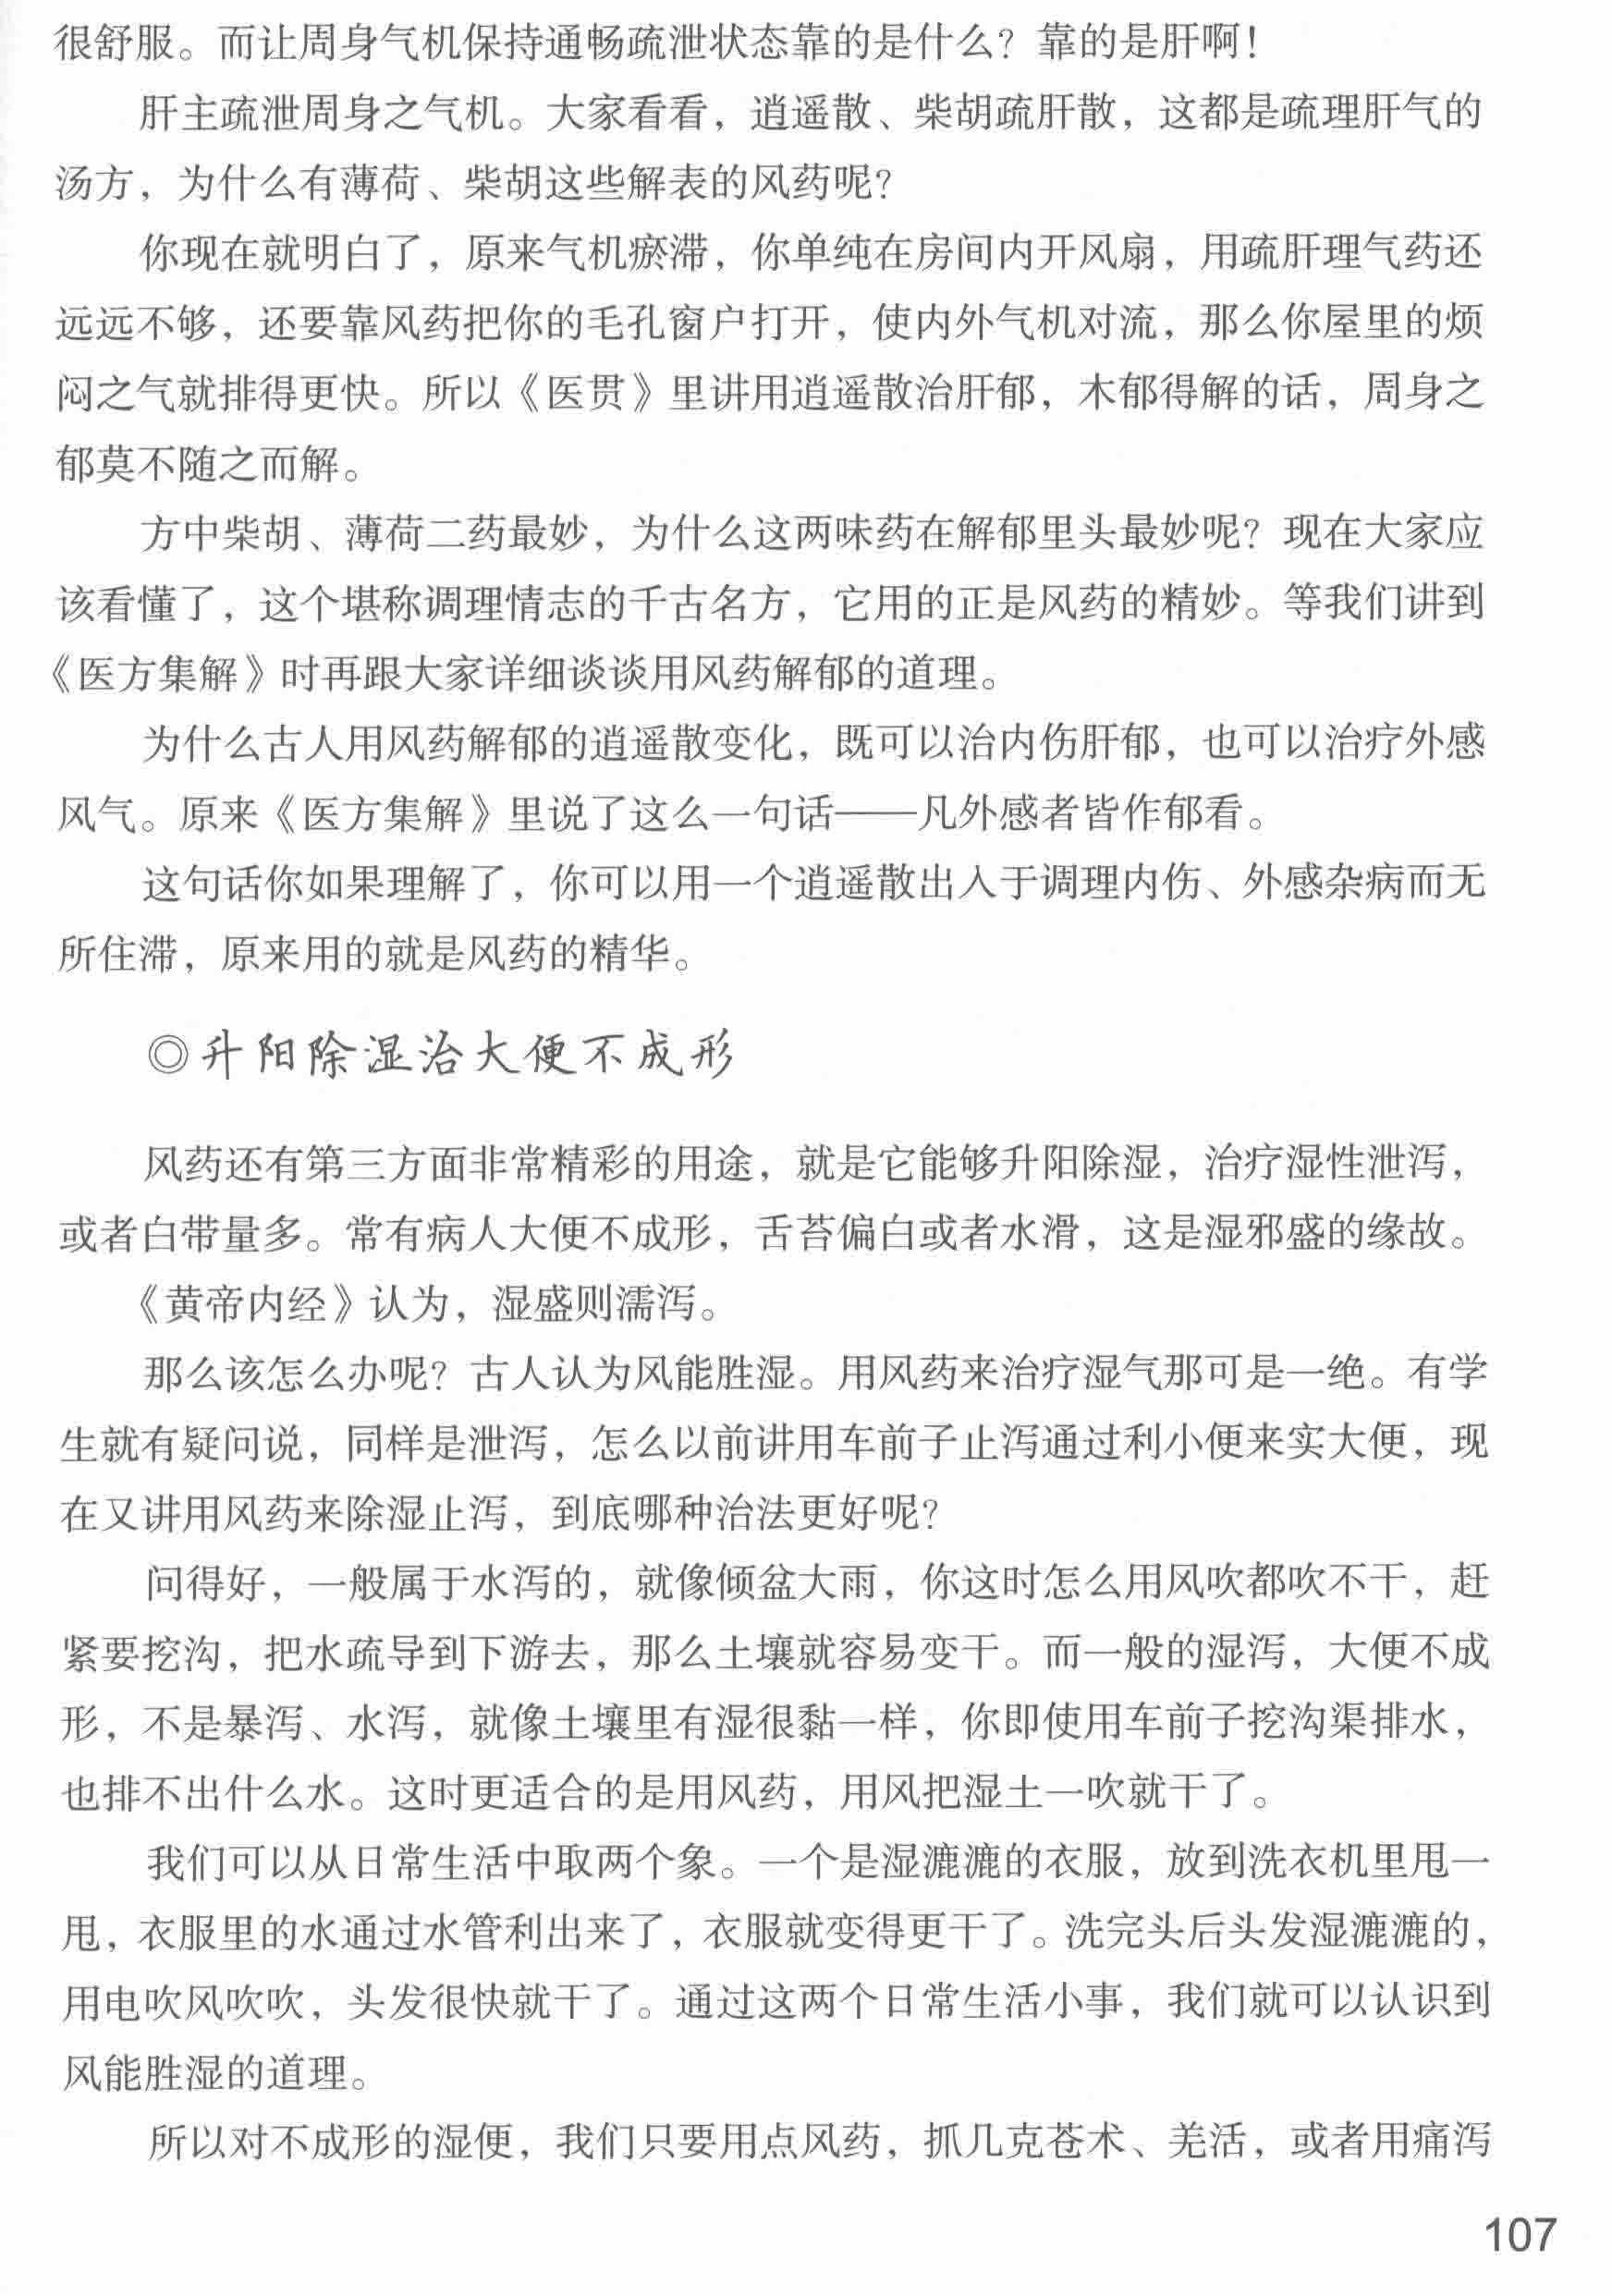 很舒服。而让周身气机保持通畅疏泄状态靠的是什么？靠的是肝啊！
肝主疏泄周身之气机。大家看看，逍遥散、柴胡疏肝散，这都是疏理肝气的
汤方，为什么有薄荷、柴胡这些解表的风药呢？
你现在就明白了，原来气机瘀滞，你单纯在房间内开风扇，用疏肝理气药还
远远不够，还要靠风药把你的毛孔窗户打开，使内外气机对流，那么你屋里的烦
闷之气就排得更快。所以《医贯》里讲用逍遥散治肝郁，木郁得解的话，周身之
郁莫不随之而解。
方中柴胡、薄荷二药最妙，为什么这两味药在解郁里头最妙呢？现在大家应
该看懂了，这个堪称调理情志的千古名方，它用的正是风药的精妙。等我们讲到
《医方集解》时再跟大家详细谈谈用风药解郁的道理。
为什么古人用风药解郁的逍遥散变化，既可以治内伤肝郁，也可以治疗外感
风气。原来《医方集解》里说了这么一句话——凡外感者皆作郁看。
这句话你如果理解了，你可以用一个逍遥散出入于调理内伤、外感杂病而无
所住滞，原来用的就是风药的精华。
◎升阳除湿治大便不成形
风药还有第三方面非常精彩的用途，就是它能够升阳除湿，治疗湿性泄泻，
或者白带量多。常有病人大便不成形，舌苔偏白或者水滑，这是湿邪盛的缘故。
《黄帝内经》认为，湿盛则濡泻。
那么该怎么办呢？古人认为风能胜湿。用风药来治疗湿气那可是一绝。有学
生就有疑问说，同样是泄泻，怎么以前讲用车前子止泻通过利小便来实大便，现
在又讲用风药来除湿止泻，到底哪种治法更好呢？
问得好，一般属于水泻的，就像倾盆大雨，你这时怎么用风吹都吹不干，赶
紧要挖沟，把水疏导到下游去，那么土壤就容易变干。而一般的湿泻，大便不成
形，不是暴泻、水泻，就像土壤里有湿很黏一样，你即使用车前子挖沟渠排水，
也排不出什么水。这时更适合的是用风药，用风把湿土一吹就干了。
我们可以从日常生活中取两个象。一个是湿漉漉的衣服，放到洗衣机里甩一
甩，衣服里的水通过水管利出来了，衣服就变得更干了。洗完头后头发湿漉漉的，
用电吹风吹吹，头发很快就干了。通过这两个日常生活小事，我们就可以认识到
风能胜湿的道理。
所以对不成形的湿便，我们只要用点风药，抓几克苍术、羌活，或者用痛泻
107